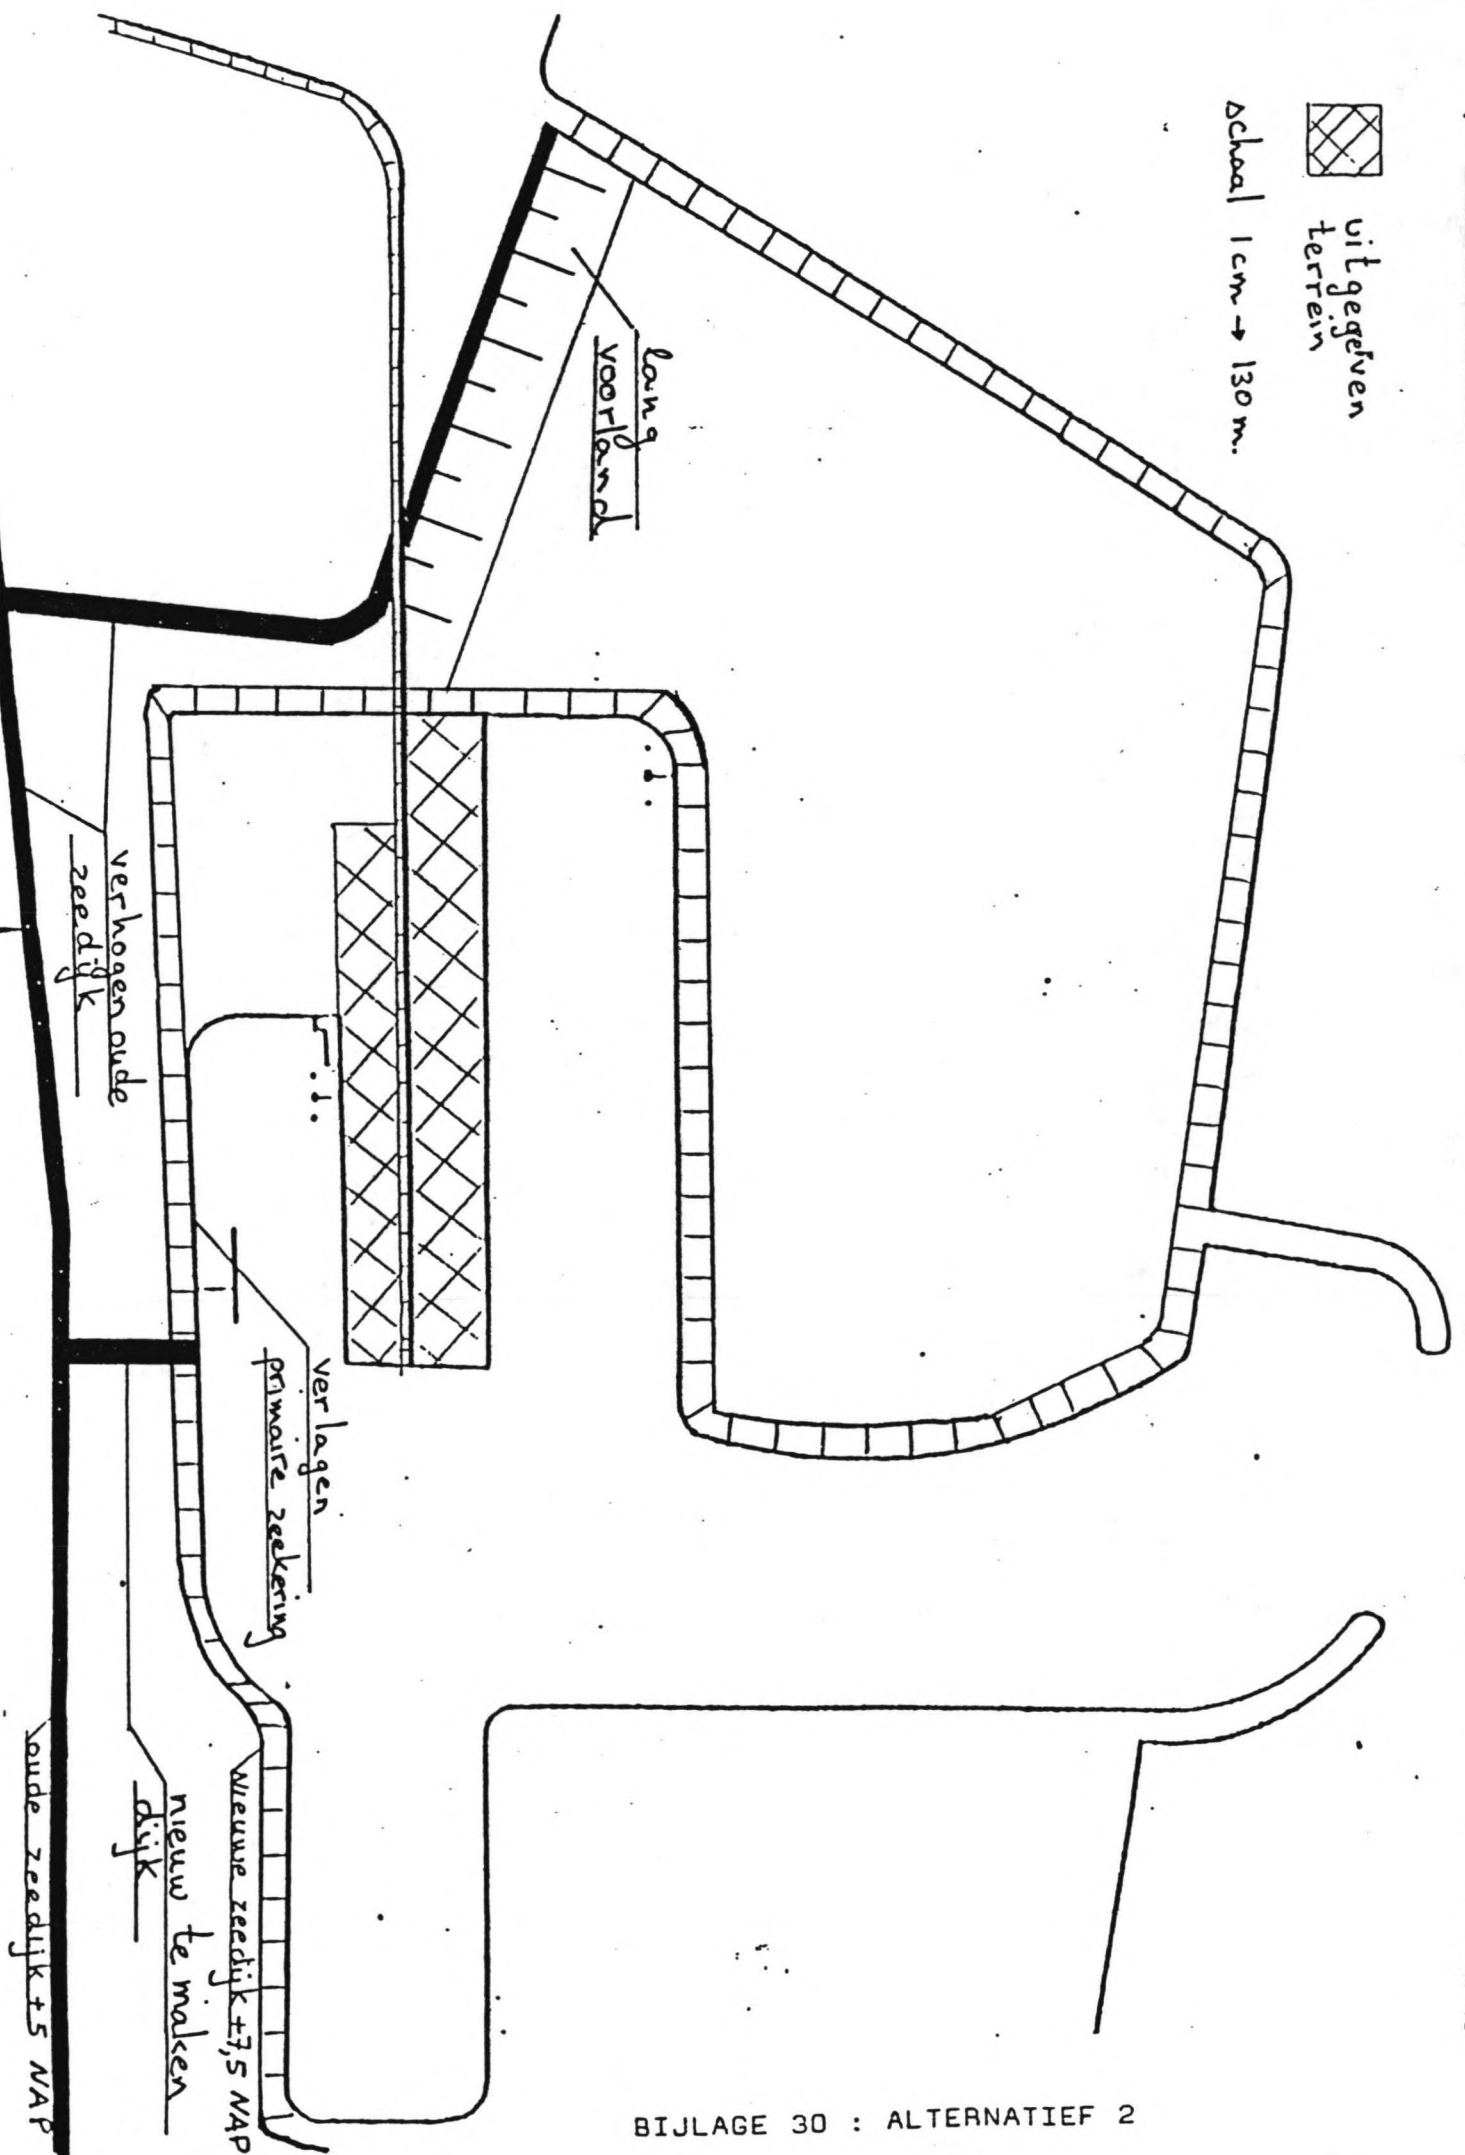 uitgegeven
terrein
schaal 1cm → 130 m.
lang
voorland
verhogen oude
zeedijk
verlagen
primaire zeekering
nieuw te maken
dijk
Nieuwe zeedijk +7,5 NAP
oude zeedijk +5 NAP
BIJLAGE 30 : ALTERNATIEF 2